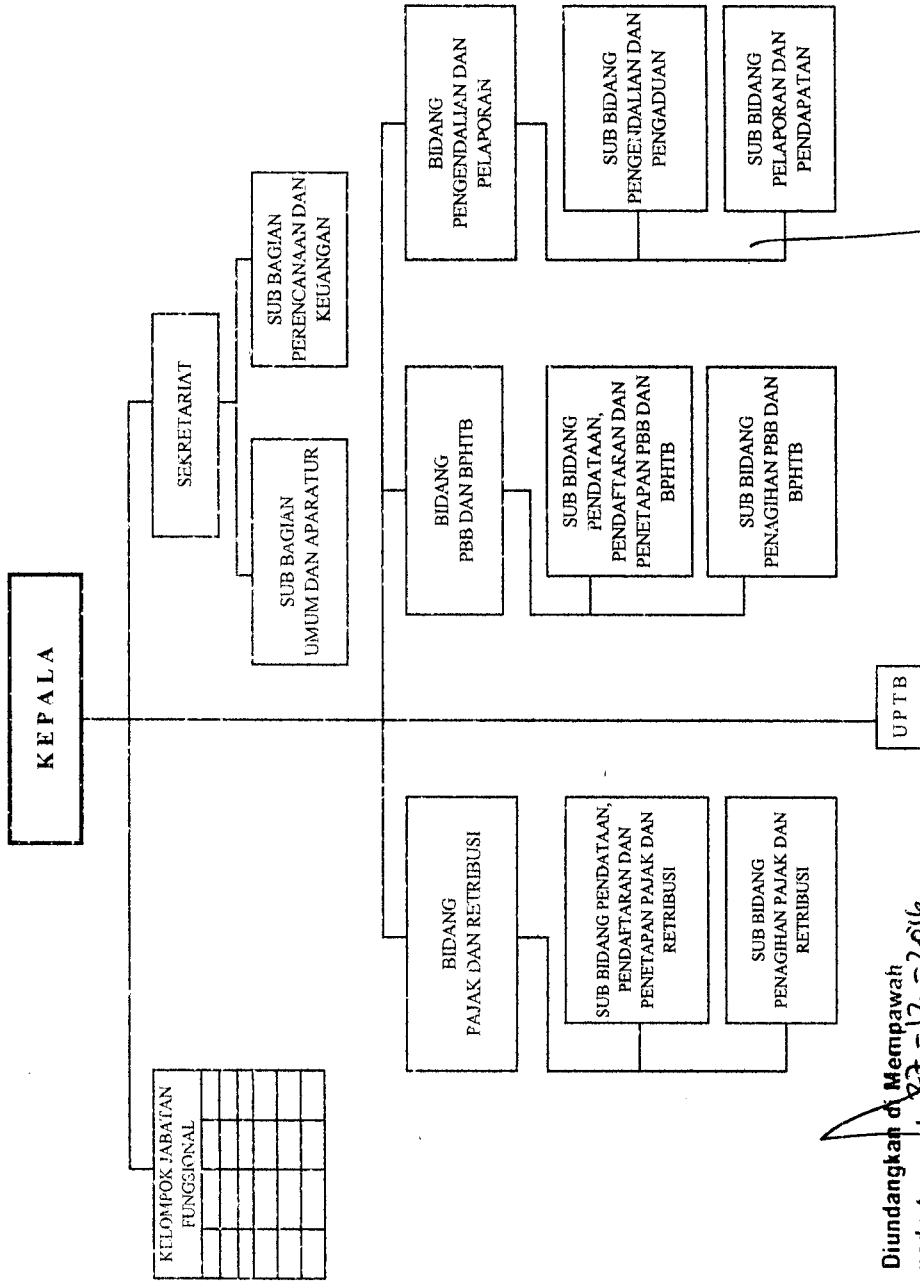 KEPALA
KELOMPOK JABATAN
FUNGSIONAL
SEKRETARIAT
SUB BAGIAN
UMUM DAN APARATUR
SUB BAGIAN
PERENCANAAN DAN
KEUANGAN
BIDANG
PAJAK DAN RETRIBUSI
SUB BIDANG PENDATAAN,
PENDAFTARAN DAN
PENETAPAN PAJAK DAN
RETRIBUSI
SUB BIDANG
PENAGIHAN PAJAK DAN
RETRIBUSI
BIDANG
PBB DAN BPHTB
SUB BIDANG
PENDATAAN,
PENDAFTARAN DAN
PENETAPAN PBB DAN
BPHTB
SUB BIDANG
PENAGIHAN PBB DAN
BPHTB
BIDANG
PENGENDALIAN DAN
PELAPORAN
SUB BIDANG
PENGENDALIAN DAN
PENGADUAN
SUB BIDANG
PELAPORAN DAN
PENDAPATAN
UPTB
Diundangkan di Mempawah